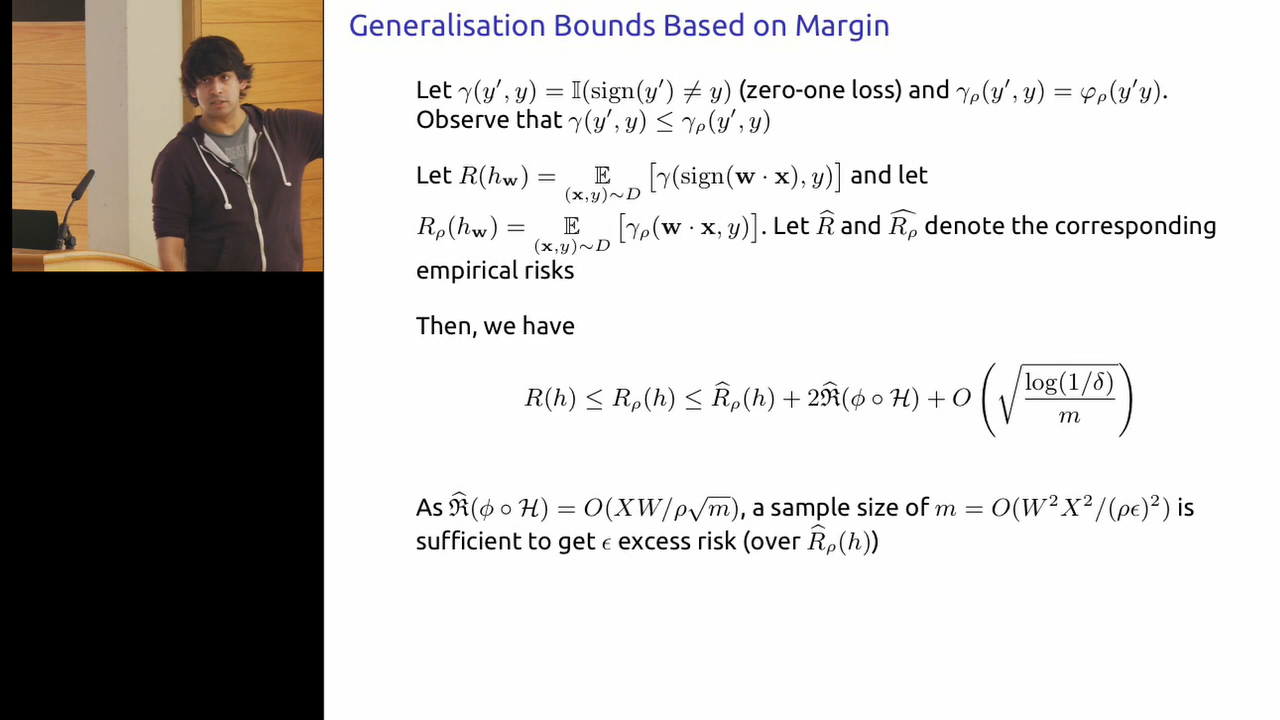 Generalisation Bounds Based on Margin
Let γ(y′, y) = 𝕀(sign(y′) ≠ y) (zero-one loss) and γ_ρ(y′, y) = φ_ρ(y′y).
Observe that γ(y′, y) ≤ γ_ρ(y′, y)
Let R(h_𝐰) = 𝔼_{(𝐱,y)∼D} [γ(sign(𝐰 · 𝐱), y)] and let
R_ρ(h_𝐰) = 𝔼_{(𝐱,y)∼D} [γ_ρ(𝐰 · 𝐱, y)]. Let R̂ and R̂_ρ denote the corresponding
empirical risks
Then, we have
R(h) ≤ R_ρ(h) ≤ R̂_ρ(h) + 2ℜ̂(ϕ ∘ ℋ) + O(√(log(1/δ)/m))
As ℜ̂(ϕ ∘ ℋ) = O(XW/ρ√m), a sample size of m = O(W²X²/(ρϵ)²) is
sufficient to get ϵ excess risk (over R̂_ρ(h))